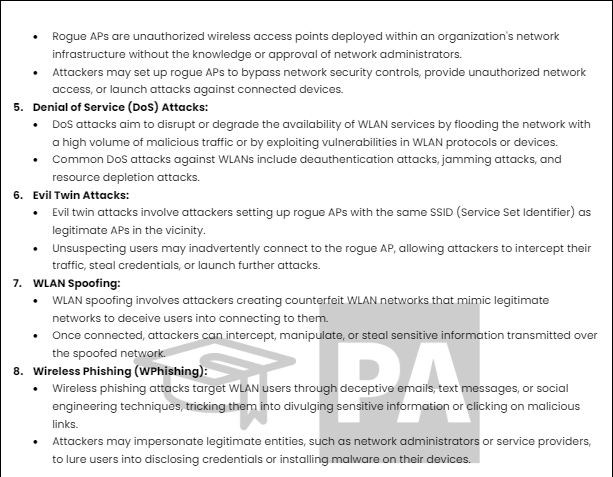 • Rogue APs are unauthorized wireless access points deployed within an organization's network
infrastructure without the knowledge or approval of network administrators.
• Attackers may set up rogue APs to bypass network security controls, provide unauthorized network
access, or launch attacks against connected devices.
5. Denial of Service (DoS) Attacks:
• DoS attacks aim to disrupt or degrade the availability of WLAN services by flooding the network with
a high volume of malicious traffic or by exploiting vulnerabilities in WLAN protocols or devices.
• Common DoS attacks against WLANs include deauthentication attacks, jamming attacks, and
resource depletion attacks.
6. Evil Twin Attacks:
• Evil twin attacks involve attackers setting up rogue APs with the same SSID (Service Set Identifier) as
legitimate APs in the vicinity.
• Unsuspecting users may inadvertently connect to the rogue AP, allowing attackers to intercept their
traffic, steal credentials, or launch further attacks.
7. WLAN Spoofing:
• WLAN spoofing involves attackers creating counterfeit WLAN networks that mimic legitimate
networks to deceive users into connecting to them.
• Once connected, attackers can intercept, manipulate, or steal sensitive information transmitted over
the spoofed network.
8. Wireless Phishing (WPhishing):
• Wireless phishing attacks target WLAN users through deceptive emails, text messages, or social
engineering techniques, tricking them into divulging sensitive information or clicking on malicious
links.
• Attackers may impersonate legitimate entities, such as network administrators or service providers,
to lure users into disclosing credentials or installing malware on their devices.
PA